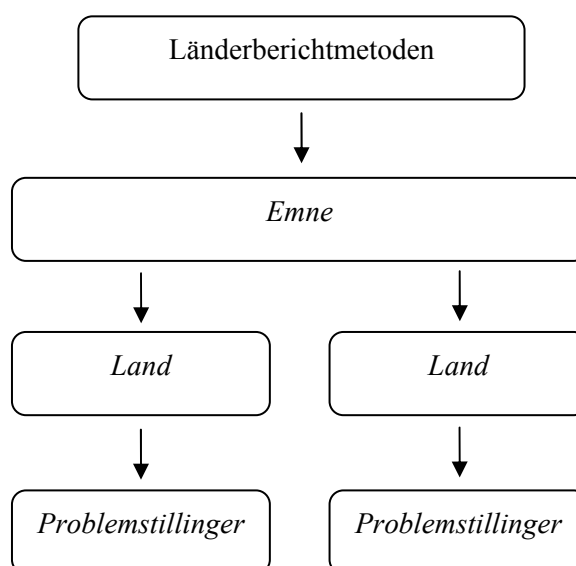 Länderberichtmetoden
Emne
Land
Land
Problemstillinger
Problemstillinger